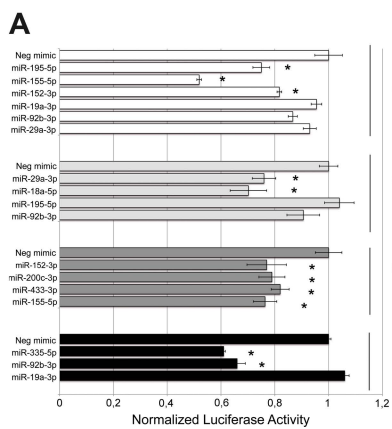 A
Neg mimic
miR-195-5p *
miR-155-5p *
miR-152-3p *
miR-19a-3p
miR-92b-3p
miR-29a-3p
Neg mimic
miR-29a-3p *
miR-18a-5p *
miR-195-5p
miR-92b-3p
Neg mimic
miR-152-3p *
miR-200c-3p *
miR-433-3p *
miR-155-5p *
Neg mimic
miR-335-5p *
miR-92b-3p *
miR-19a-3p
0 0,2 0,4 0,6 0,8 1 1,2
Normalized Luciferase Activity